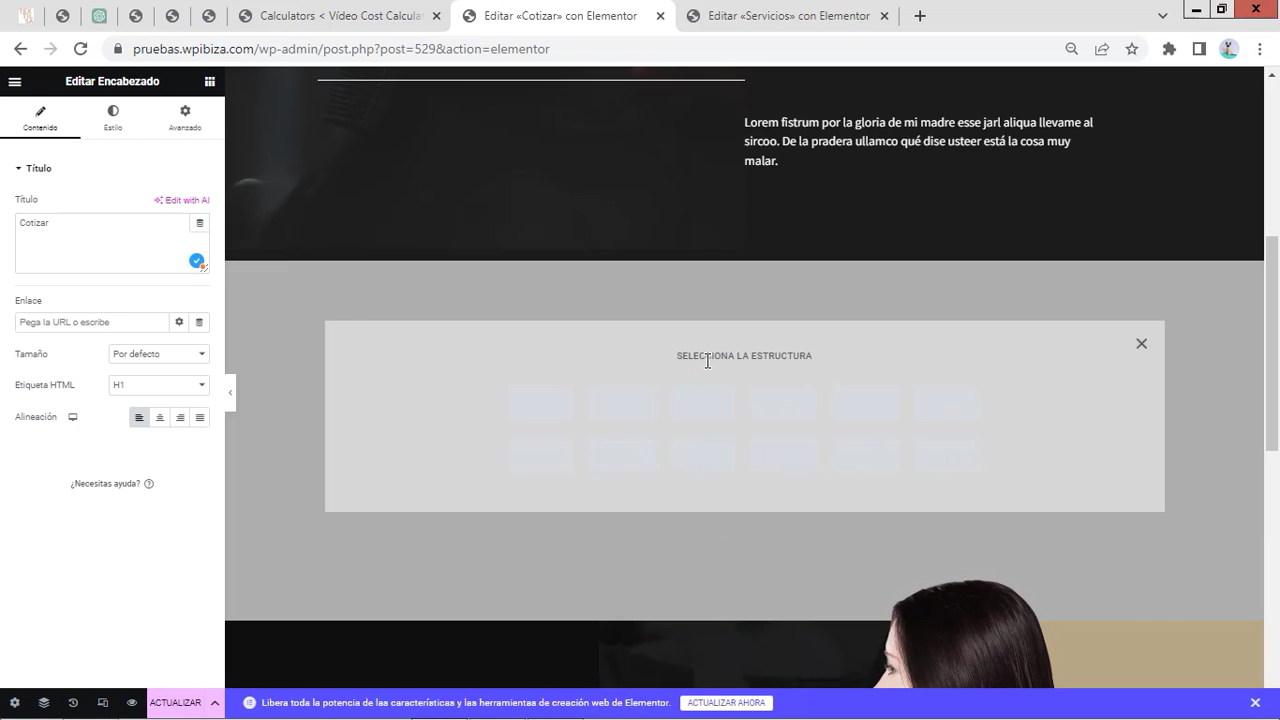 Calculators < Vídeo Cost Calcula
Editar «Cotizar» con Elementor
Editar «Servicios» con Elementor
pruebas.wpibiza.com/wp-admin/post.php?post=529&action=elementor
Editar Encabezado
Contenido
Estilo
Avanzado
Título
Título
Edit with AI
Cotizar
Enlace
Pega la URL o escribe
Tamaño
Por defecto
Etiqueta HTML
H1
Alineación
¿Necesitas ayuda?
ACTUALIZAR
Lorem fistrum por la gloria de mi madre esse jarl aliqua llevame al
sircoo. De la pradera ullamco qué dise usteer está la cosa muy
malar.
SELECCIONA LA ESTRUCTURA
Libera toda la potencia de las características y las herramientas de creación web de Elementor.
ACTUALIZAR AHORA